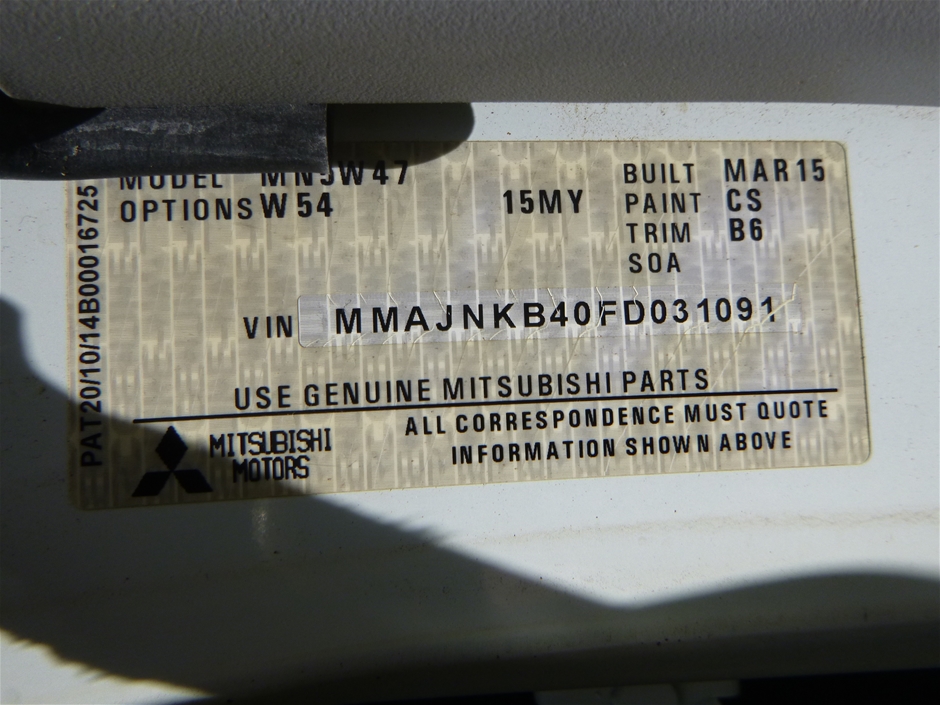 MODEL MN5W47 BUILT MAR15
OPTIONS W54 15MY PAINT CS
TRIM B6
SOA
VIN MMAJNKB40FD031091
USE GENUINE MITSUBISHI PARTS
MITSUBISHI MOTORS
ALL CORRESPONDENCE MUST QUOTE
INFORMATION SHOWN ABOVE
PAT20/10/14B00016725